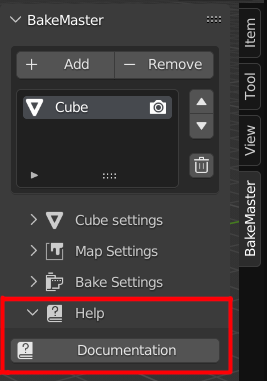 BakeMaster
Add
Remove
Cube
Cube settings
Map Settings
Bake Settings
Help
Documentation
Item
Tool
View
BakeMaster